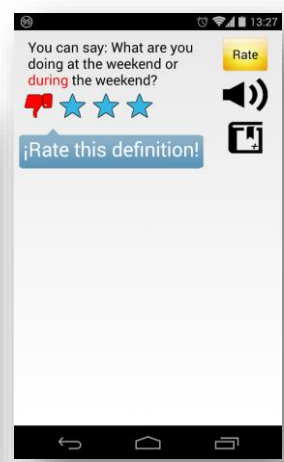 95 13:27
You can say: What are you
doing at the weekend or
during the weekend?
Rate
¡Rate this definition!